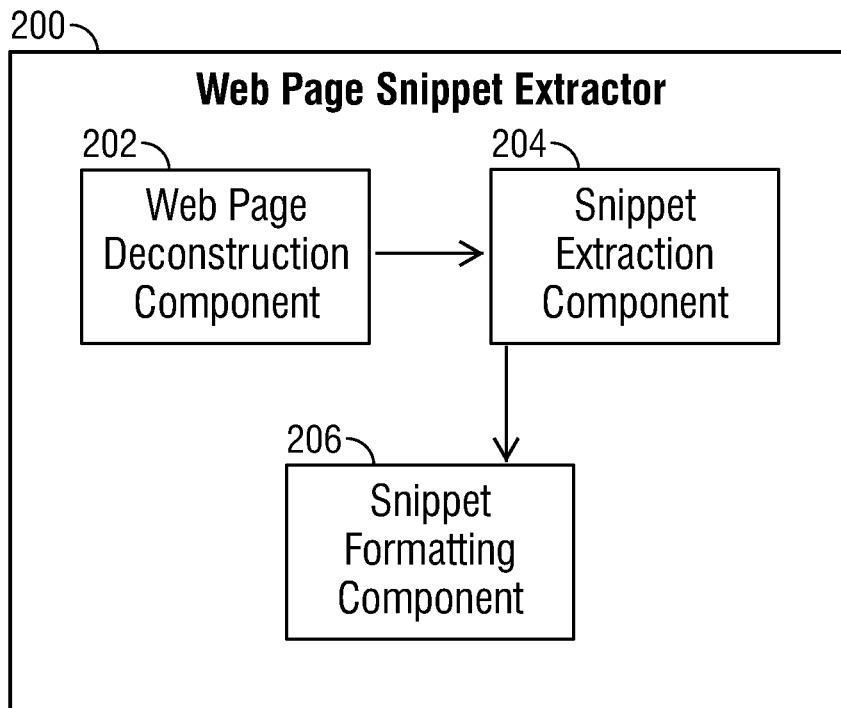 200
Web Page Snippet Extractor
202
Web Page
Deconstruction
Component
204
Snippet
Extraction
Component
206
Snippet
Formatting
Component